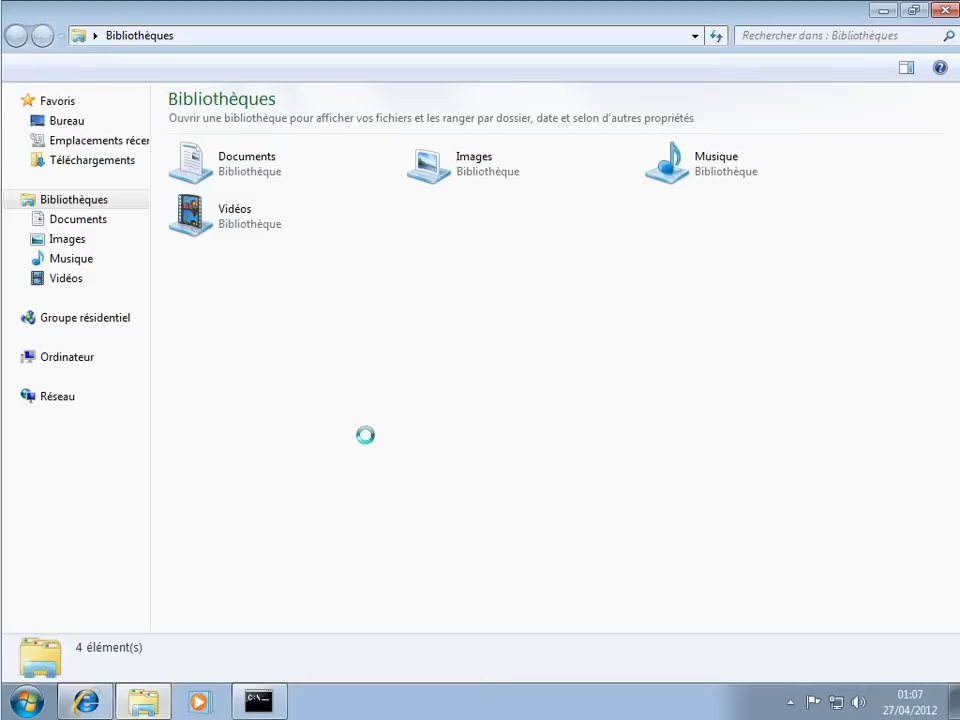 Bibliothèques
Rechercher dans : Bibliothèques
Favoris
Bureau
Emplacements récer
Téléchargements
Bibliothèques
Documents
Images
Musique
Vidéos
Groupe résidentiel
Ordinateur
Réseau
Bibliothèques
Ouvrir une bibliothèque pour afficher vos fichiers et les ranger par dossier, date et selon d'autres propriétés
Documents
Bibliothèque
Images
Bibliothèque
Musique
Bibliothèque
Vidéos
Bibliothèque
4 élément(s)
C:\_
01:07
27/04/2012